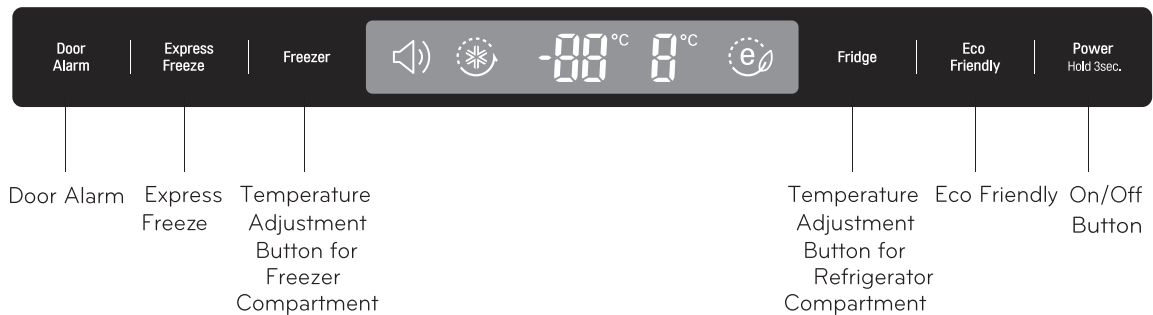 Door
Alarm
Express
Freeze
Freezer
-88°C 8°C
e
Fridge
Eco
Friendly
Power
Hold 3sec.
Door Alarm
Express
Freeze
Temperature
Adjustment
Button for
Freezer
Compartment
Temperature
Adjustment
Button for
Refrigerator
Compartment
Eco Friendly
On/Off
Button